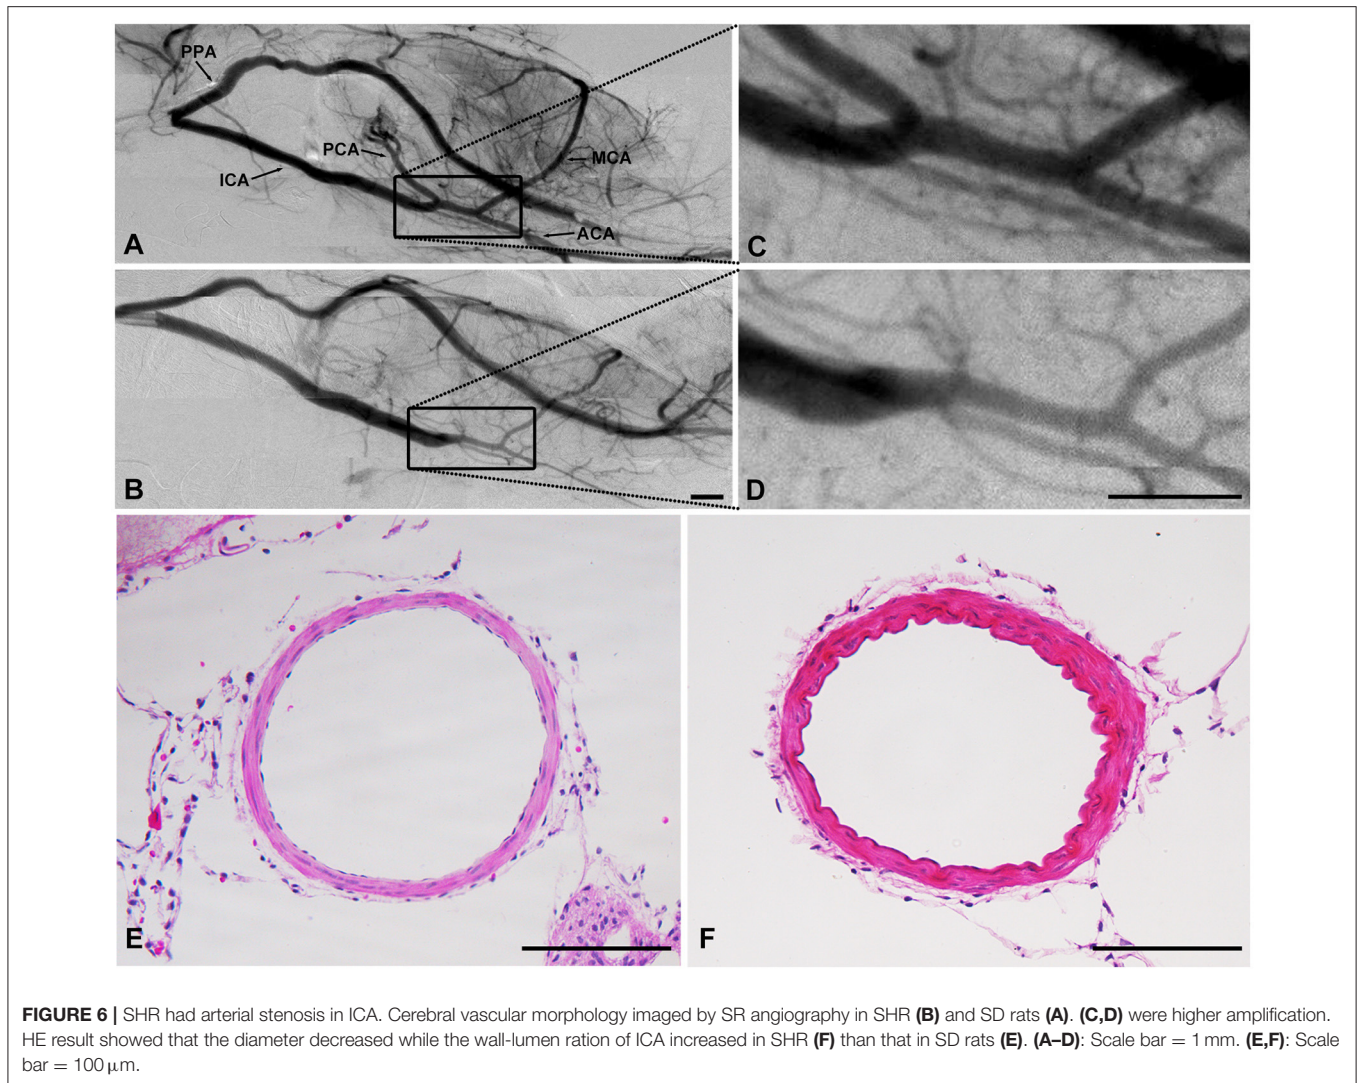 PPA
PCA
ICA
MCA
ACA
A
C
B
D
E
F
FIGURE 6 | SHR had arterial stenosis in ICA. Cerebral vascular morphology imaged by SR angiography in SHR (B) and SD rats (A). (C,D) were higher amplification.
HE result showed that the diameter decreased while the wall-lumen ration of ICA increased in SHR (F) than that in SD rats (E). (A–D): Scale bar = 1 mm. (E,F): Scale
bar = 100 μm.